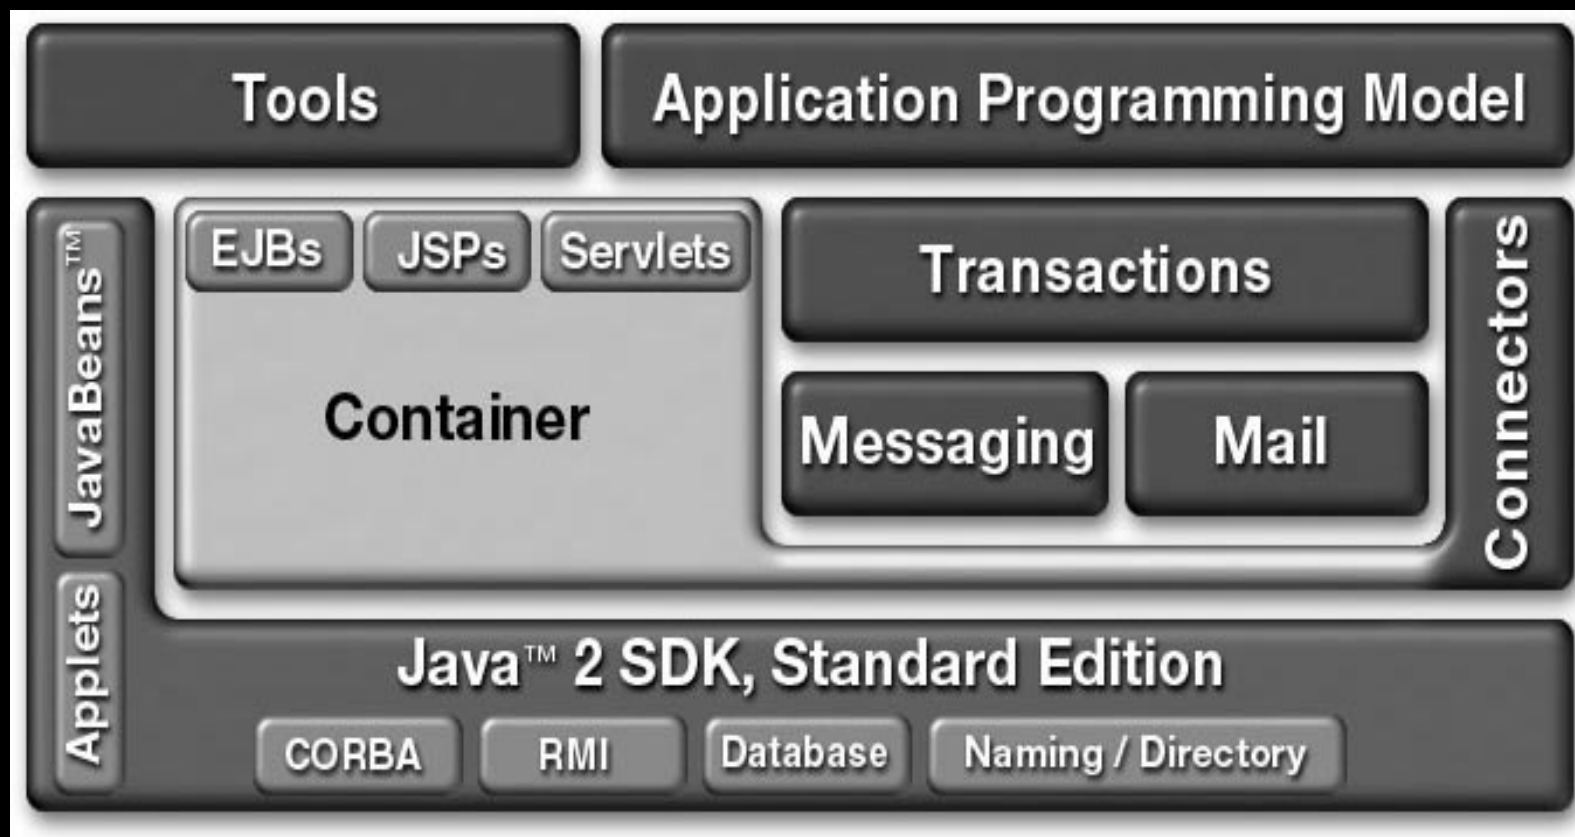 Tools
Application Programming Model
JavaBeans™
EJBs
JSPs
Servlets
Container
Transactions
Messaging
Mail
Connectors
Applets
Java™ 2 SDK, Standard Edition
CORBA
RMI
Database
Naming / Directory